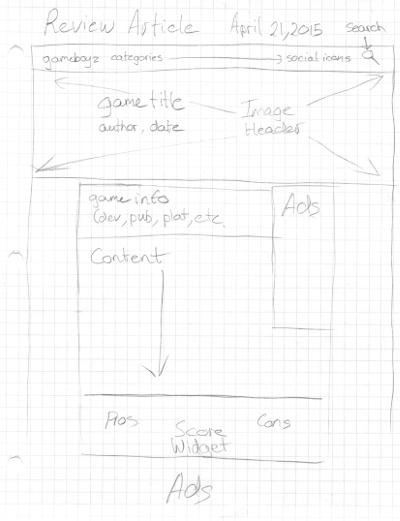 Review Article April 21, 2015 search
gameboyz categories social icons
game title
author, date
Image
Header
game info
(dev, pub, plat, etc.
Ads
Content
Pros
Score
Widget
Cons
Ads